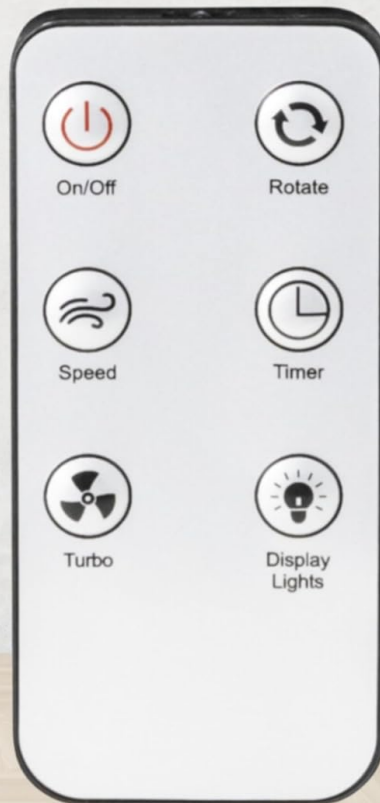 On/Off
Rotate
Speed
Timer
Turbo
Display
Lights